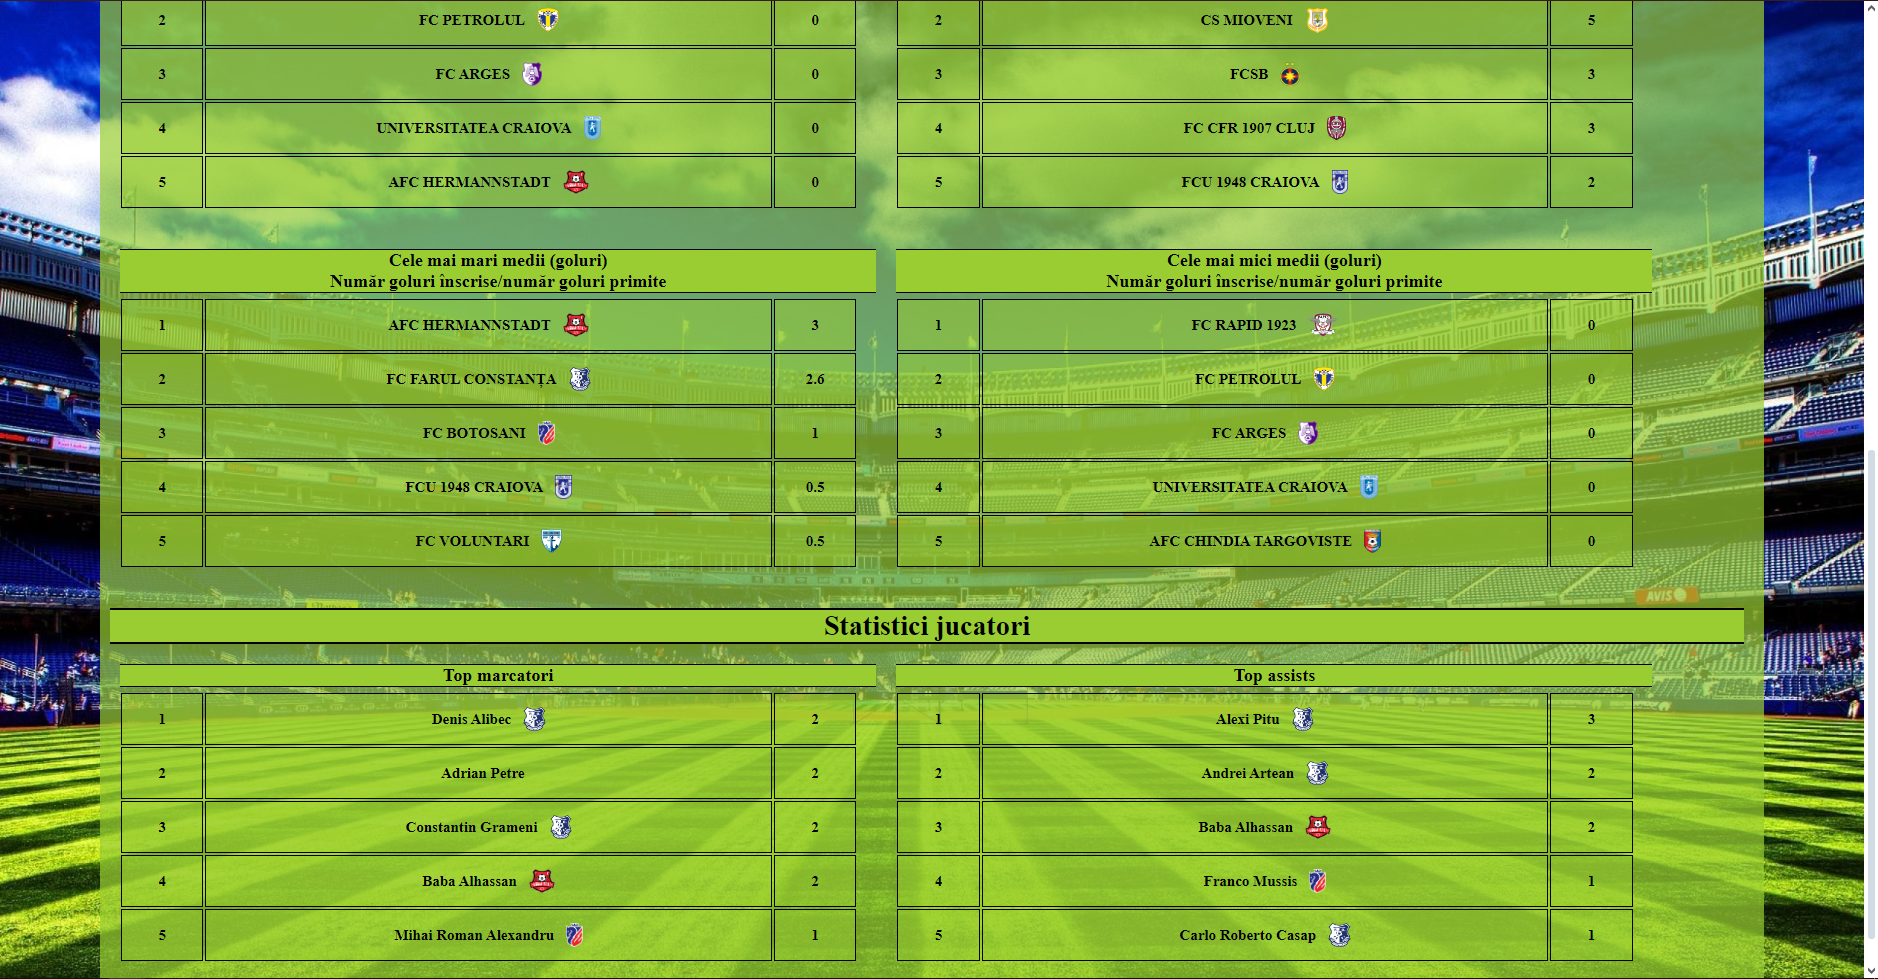 2 FC PETROLUL 0
3 FC ARGES 0
4 UNIVERSITATEA CRAIOVA 0
5 AFC HERMANNSTADT 0
2 CS MIOVENI 5
3 FCSB 3
4 FC CFR 1907 CLUJ 3
5 FCU 1948 CRAIOVA 2
Cele mai mari medii (goluri)
Număr goluri înscrise/număr goluri primite
1 AFC HERMANNSTADT 3
2 FC FARUL CONSTANȚA 2.6
3 FC BOTOSANI 1
4 FCU 1948 CRAIOVA 0.5
5 FC VOLUNTARI 0.5
Cele mai mici medii (goluri)
Număr goluri înscrise/număr goluri primite
1 FC RAPID 1923 0
2 FC PETROLUL 0
3 FC ARGES 0
4 UNIVERSITATEA CRAIOVA 0
5 AFC CHINDIA TARGOVISTE 0
AVIS
Statistici jucatori
Top marcatori
1 Denis Alibec 2
2 Adrian Petre 2
3 Constantin Grameni 2
4 Baba Alhassan 2
5 Mihai Roman Alexandru 1
Top assists
1 Alexi Pitu 3
2 Andrei Artean 2
3 Baba Alhassan 2
4 Franco Mussis 1
5 Carlo Roberto Casap 1